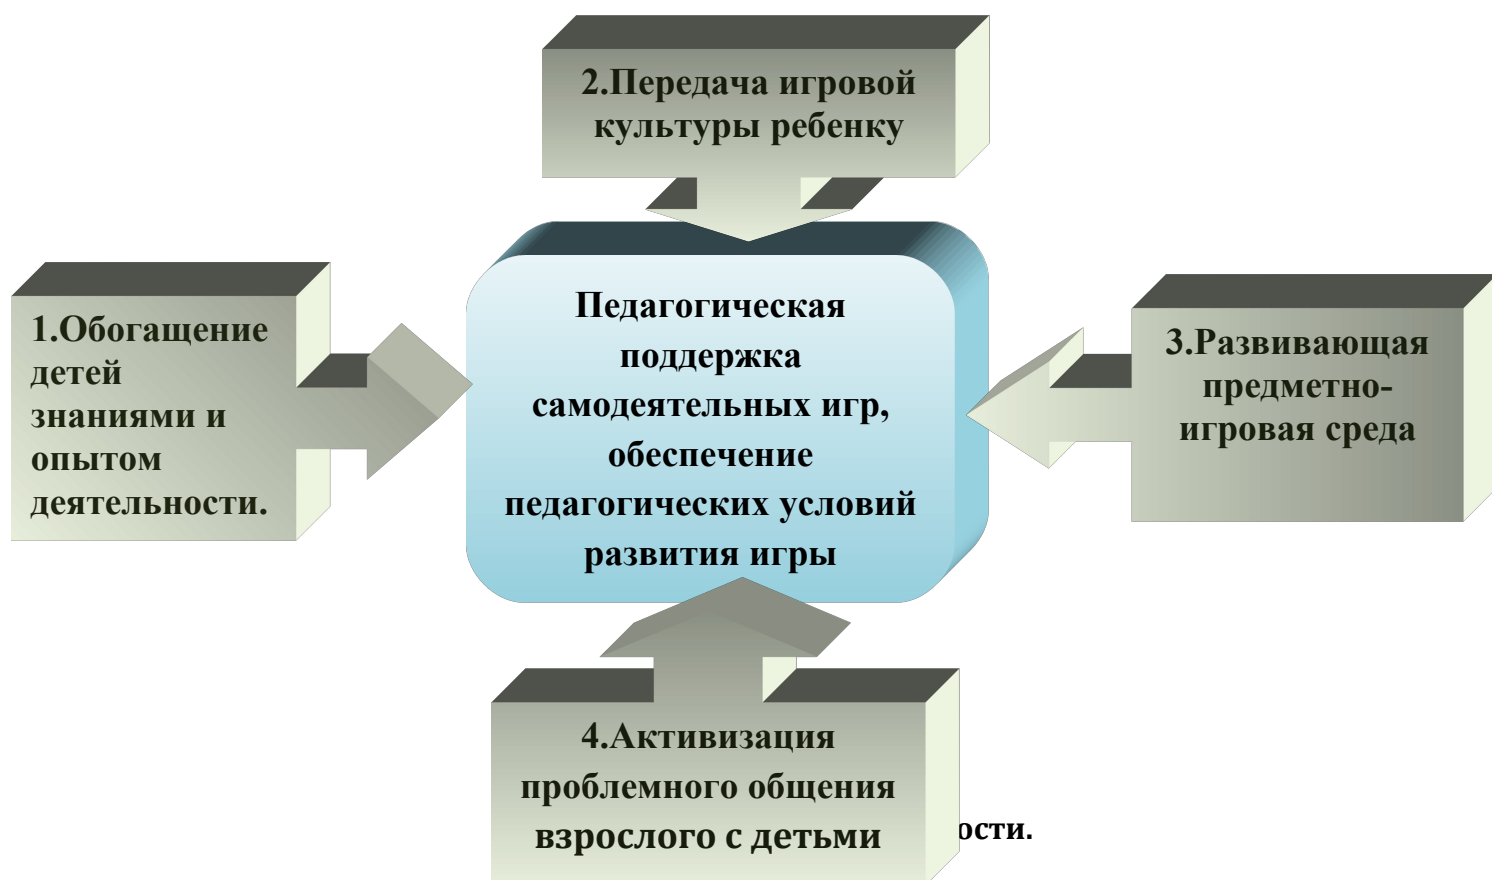 2.Передача игровой
культуры ребенку
1.Обогащение
детей
знаниями и
опытом
деятельности.
Педагогическая
поддержка
самодеятельных игр,
обеспечение
педагогических условий
развития игры
3.Развивающая
предметно-
игровая среда
4.Активизация
проблемного общения
взрослого с детьми
ости.